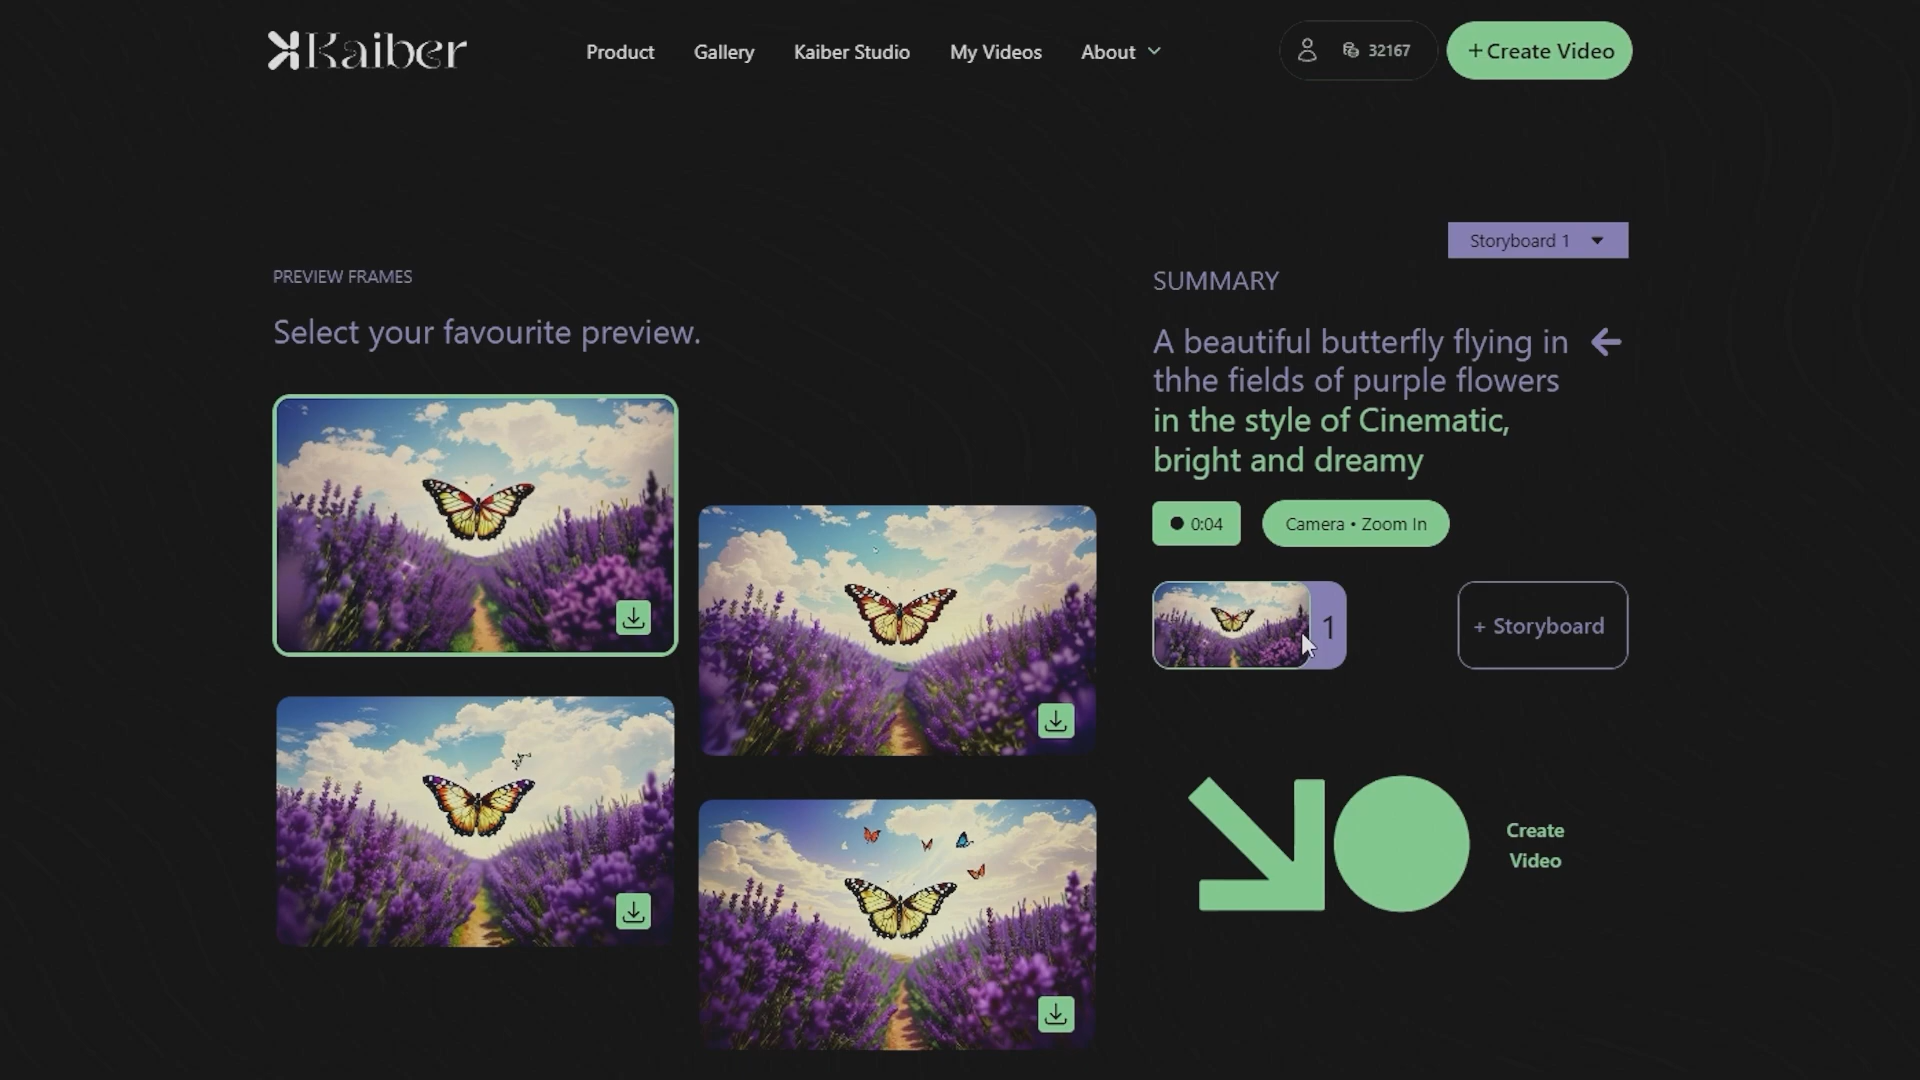 Kaiber
Product
Gallery
Kaiber Studio
My Videos
About
32167
+Create Video
Storyboard 1
PREVIEW FRAMES
Select your favourite preview.
SUMMARY
A beautiful butterfly flying in
thhe fields of purple flowers
in the style of Cinematic,
bright and dreamy
0:04
Camera • Zoom In
1
+ Storyboard
Create
Video